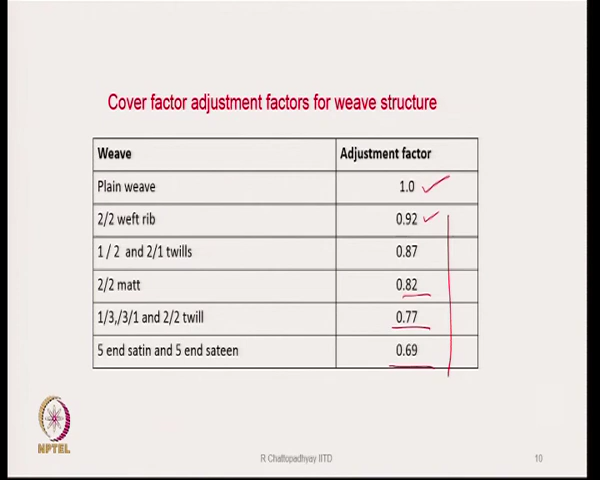 Cover factor adjustment factors for weave structure
Weave Adjustment factor
Plain weave 1.0
2/2 weft rib 0.92
1 / 2 and 2/1 twills 0.87
2/2 matt 0.82
1/3,/3/1 and 2/2 twill 0.77
5 end satin and 5 end sateen 0.69
NPTEL
R Chattopadhyay IITD 10